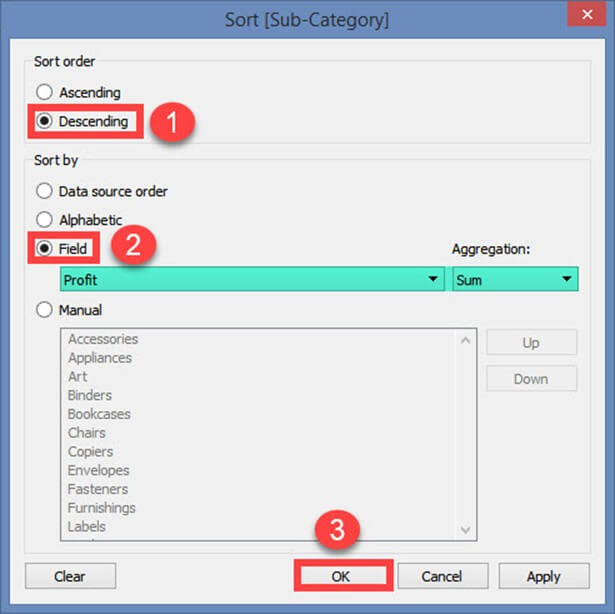 Sort [Sub-Category]
Sort order
Ascending
Descending
1
Sort by
Data source order
Alphabetic
Field
2
Aggregation:
Profit
Sum
Manual
Accessories
Appliances
Art
Binders
Bookcases
Chairs
Copiers
Envelopes
Fasteners
Furnishings
Labels
Up
Down
3
Clear
OK
Cancel
Apply